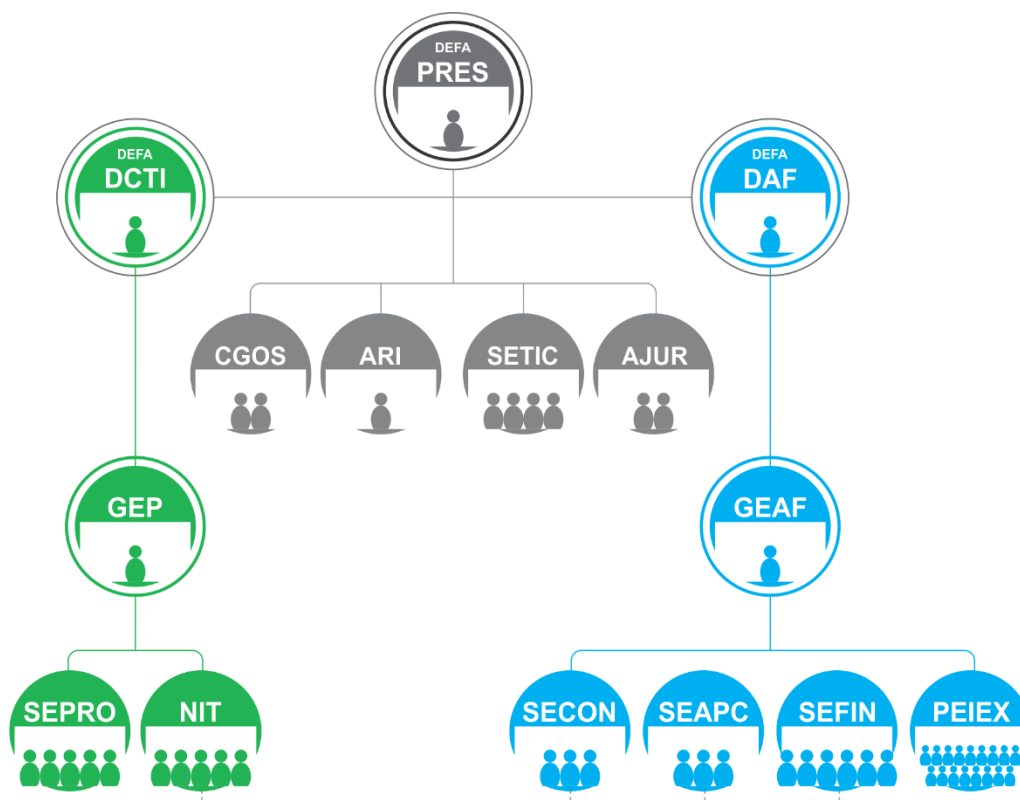 DEFA
PRES
DEFA
DCTI
DEFA
DAF
CGOS
ARI
SETIC
AJUR
GEP
GEAF
SEPRO
NIT
SECON
SEAPC
SEFIN
PEIEX